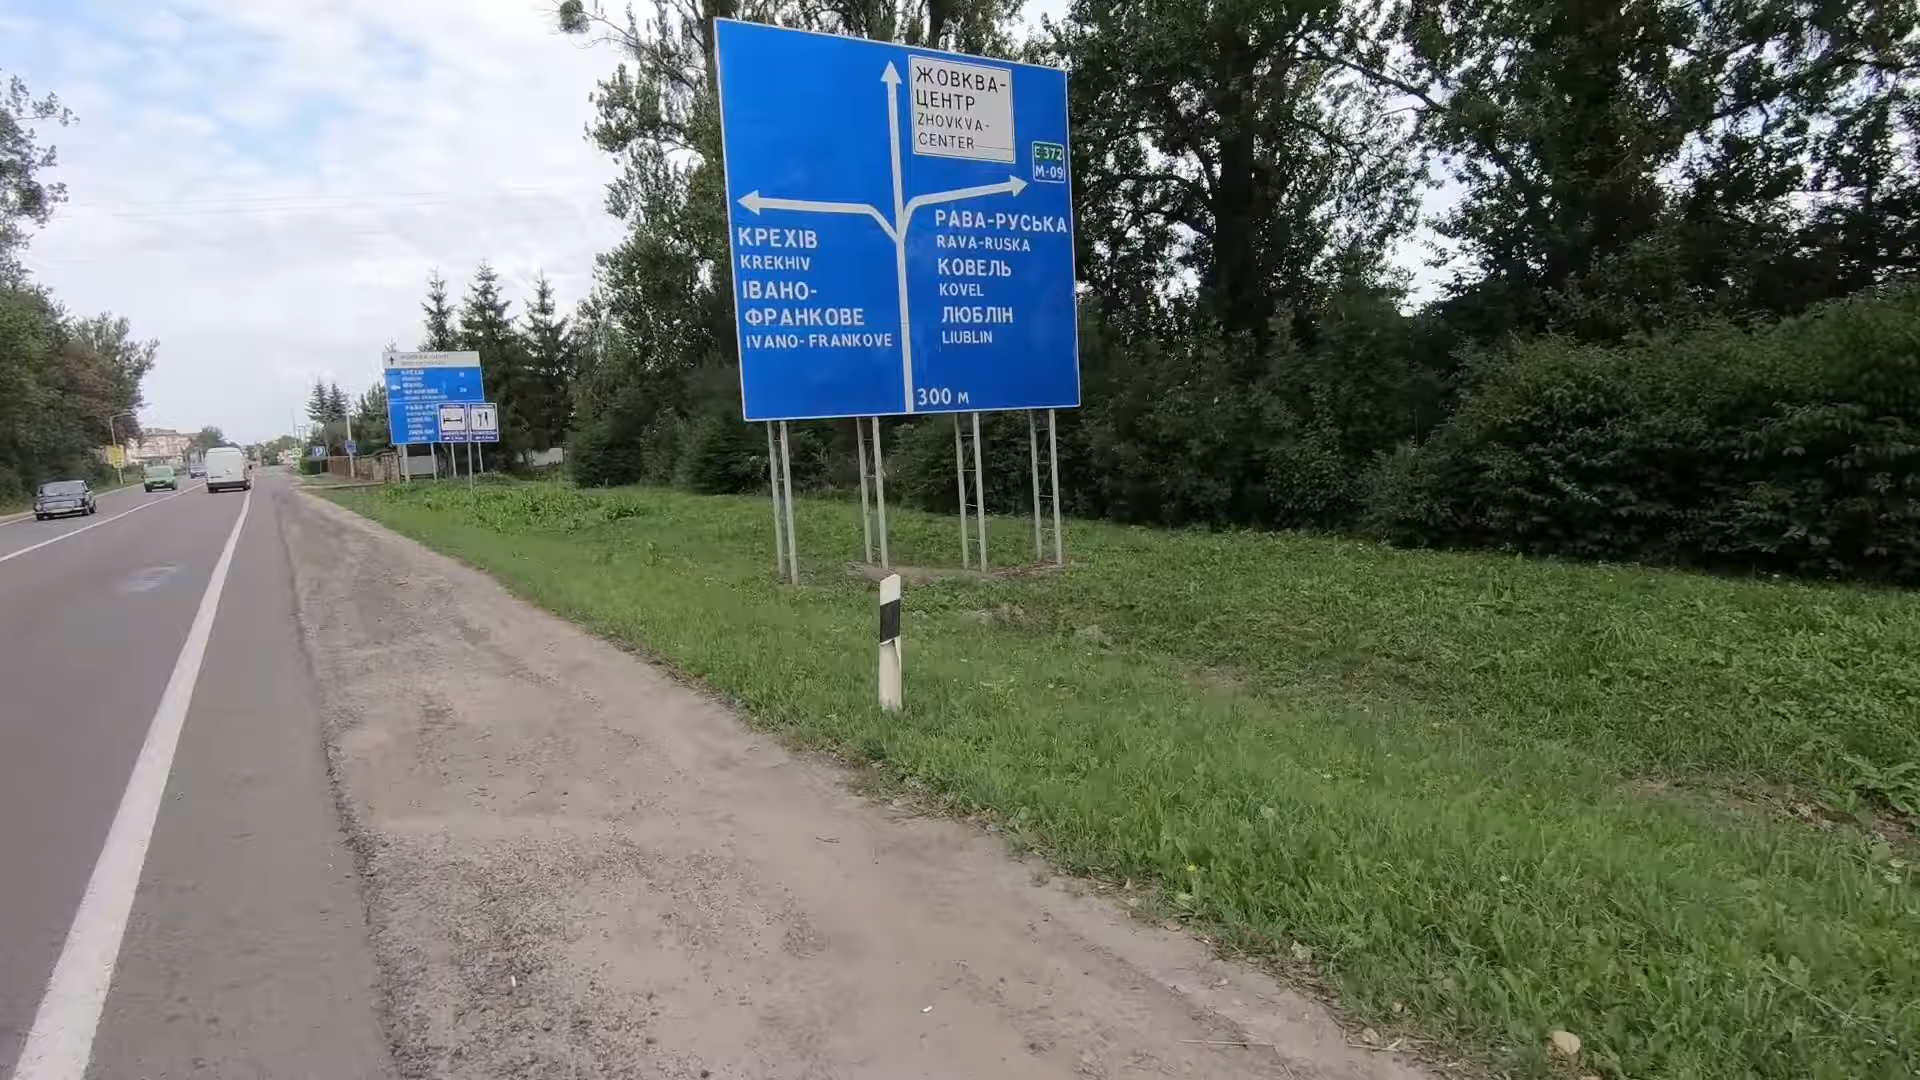 ЖОВКВА-
ЦЕНТР
ZHOVKVA-
CENTER
E 372
М-09
КРЕХІВ
KREKHIV
ІВАНО-
ФРАНКОВЕ
IVANO-FRANKOVE
РАВА-РУСЬКА
RAVA-RUSKA
КОВЕЛЬ
KOVEL
ЛЮБЛІН
LIUBLIN
300 м